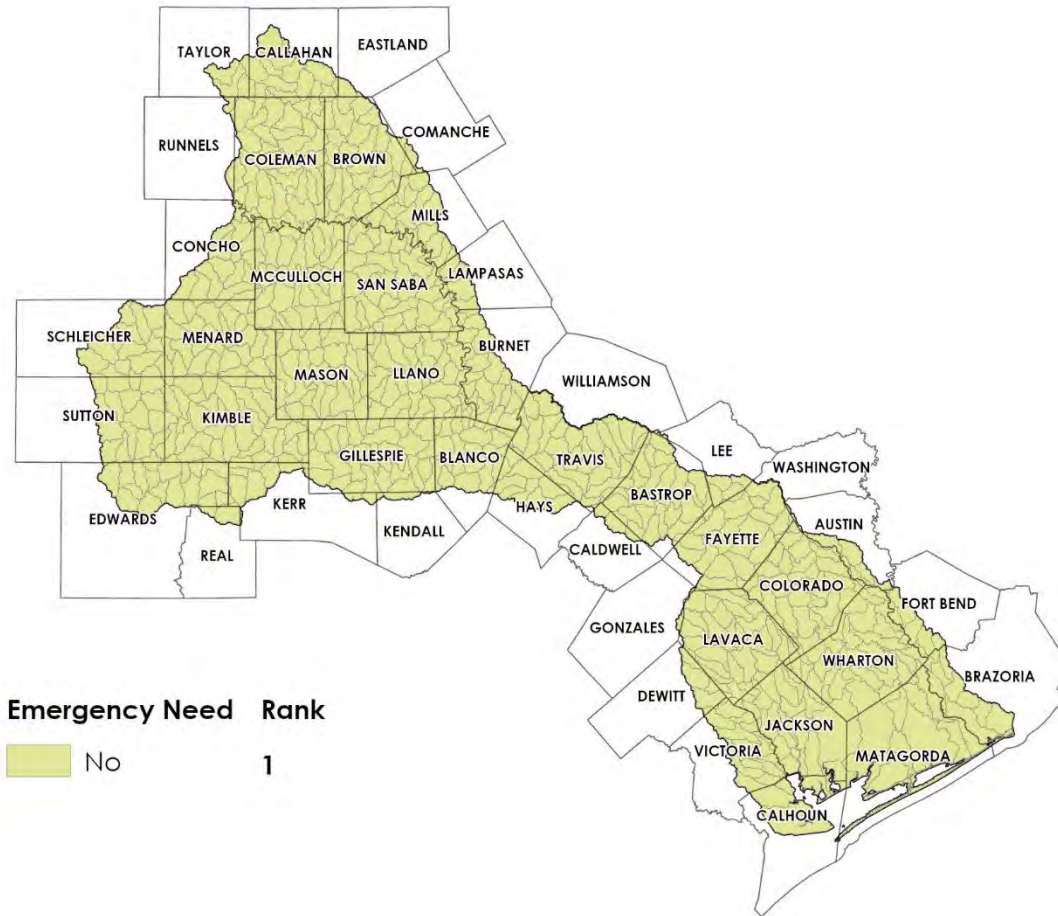 TAYLOR
CALLAHAN
EASTLAND
RUNNELS
COLEMAN
BROWN
COMANCHE
MILLS
CONCHO
MCCULLOCH
SAN SABA
LAMPASAS
SCHLEICHER
MENARD
BURNET
MASON
LLANO
WILLIAMSON
SUTTON
KIMBLE
GILLESPIE
BLANCO
TRAVIS
LEE
WASHINGTON
BASTROP
EDWARDS
KERR
HAYS
AUSTIN
KENDALL
REAL
CALDWELL
FAYETTE
COLORADO
FORT BEND
GONZALES
LAVACA
WHARTON
BRAZORIA
DEWITT
JACKSON
VICTORIA
MATAGORDA
CALHOUN
Emergency Need Rank
No 1